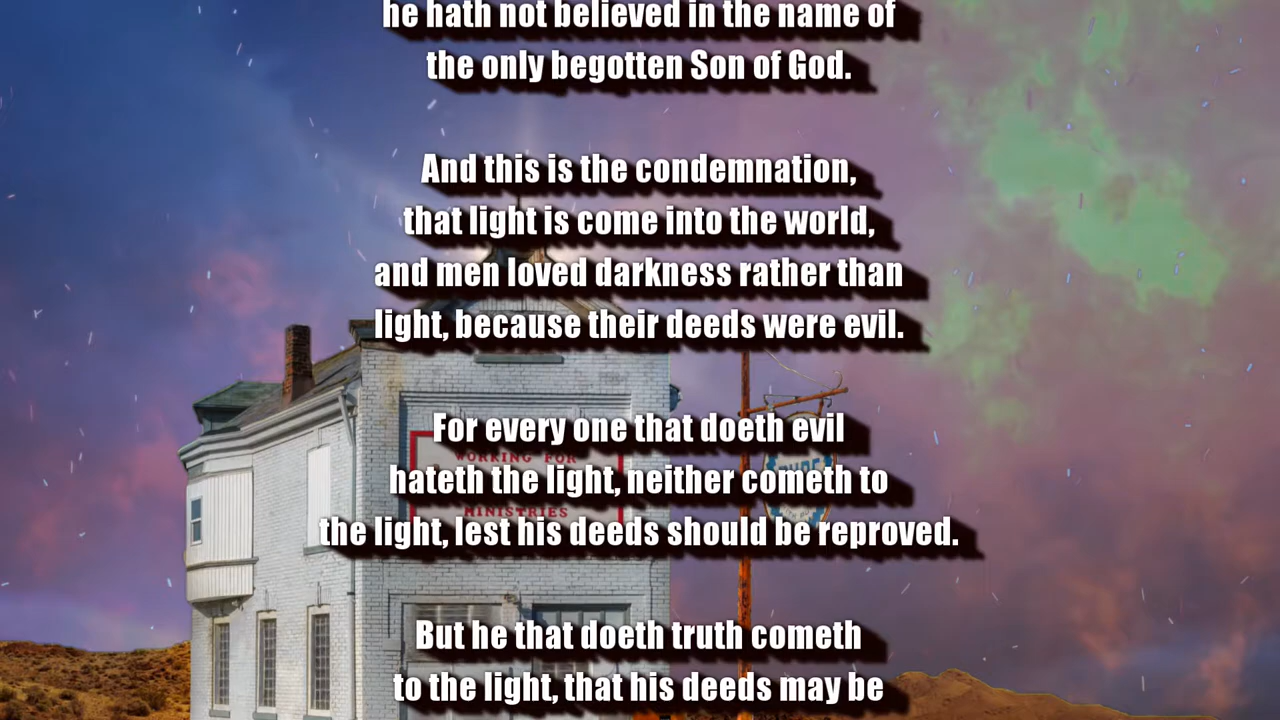 he hath not believed in the name of
the only begotten Son of God.
And this is the condemnation,
that light is come into the world,
and men loved darkness rather than
light, because their deeds were evil.
For every one that doeth evil
WORKING FOR
hateth the light, neither cometh to
MINISTRIES
the light, lest his deeds should be reproved.
But he that doeth truth cometh
to the light, that his deeds may be